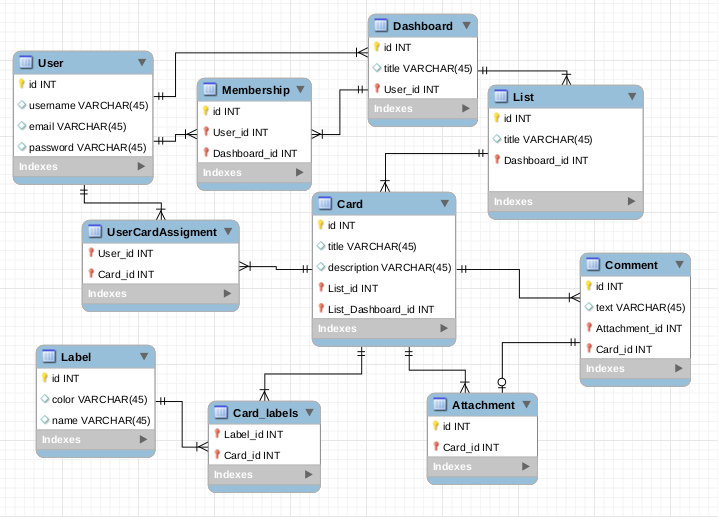 Dashboard
id INT
title VARCHAR(45)
User_id INT
Indexes
User
id INT
username VARCHAR(45)
email VARCHAR(45)
password VARCHAR(45)
Indexes
Membership
id INT
User_id INT
Dashboard_id INT
Indexes
List
id INT
title VARCHAR(45)
Dashboard_id INT
Indexes
Card
id INT
title VARCHAR(45)
description VARCHAR(45)
List_id INT
List_Dashboard_id INT
Indexes
UserCardAssigment
User_id INT
Card_id INT
Indexes
Comment
id INT
text VARCHAR(45)
Attachment_id INT
Card_id INT
Indexes
Label
id INT
color VARCHAR(45)
name VARCHAR(45)
Indexes
Card_labels
Label_id INT
Card_id INT
Indexes
Attachment
id INT
Card_id INT
Indexes